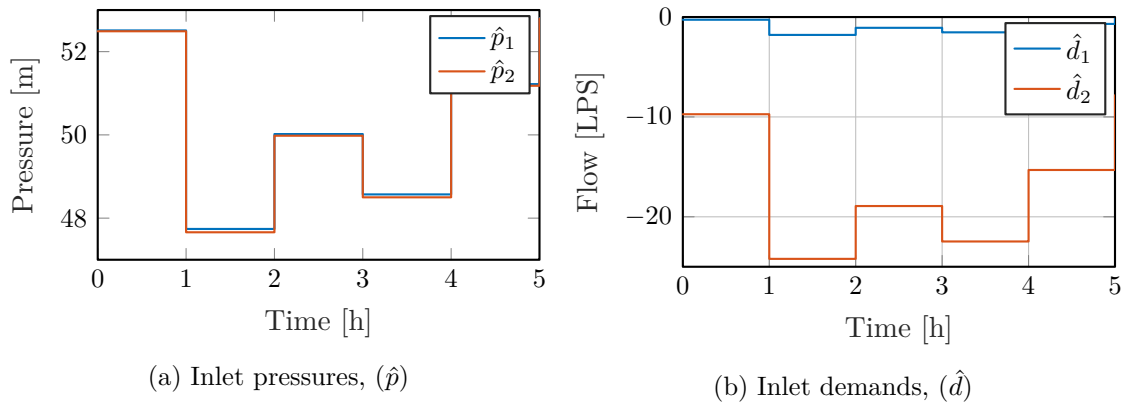 52
50
48
Pressure [m]
p̂₁
p̂₂
0 1 2 3 4 5
Time [h]
(a) Inlet pressures, (p̂)
0
−10
−20
Flow [LPS]
d̂₁
d̂₂
0 1 2 3 4 5
Time [h]
(b) Inlet demands, (d̂)